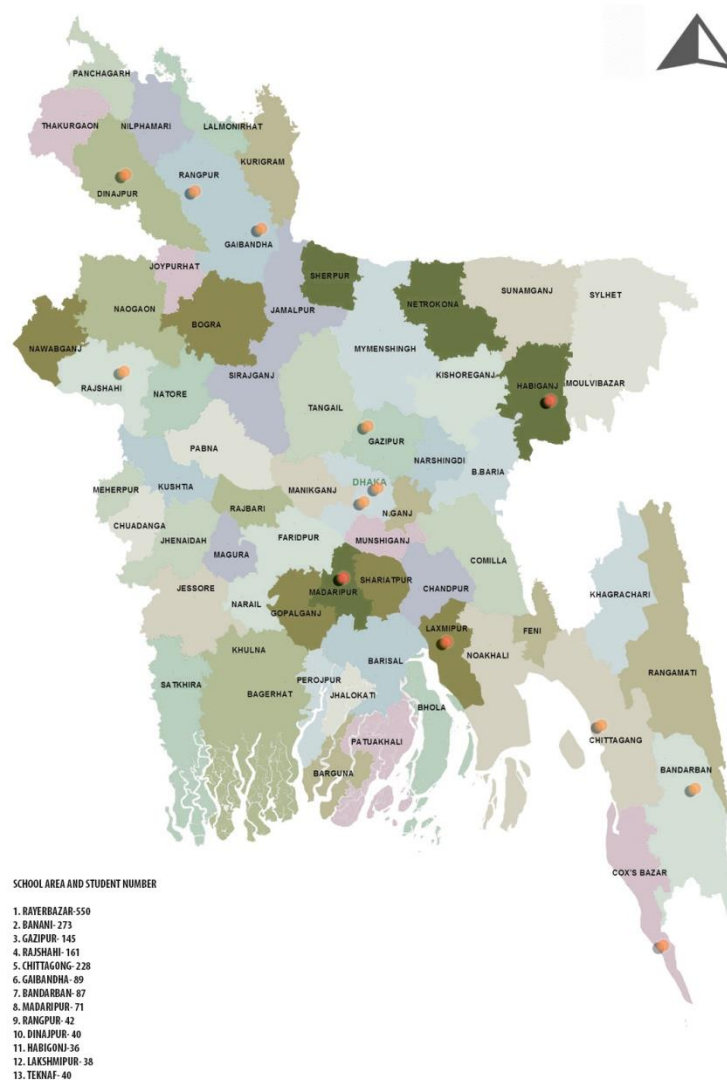 PANCHAGARH
THAKURGAON
NILPHAMARI
LALMONIRHAT
KURIGRAM
RANGPUR
DINAJPUR
GAIBANDHA
JOYPURHAT
SHERPUR
NETROKONA
SUNAMGANJ
SYLHET
NAOGAON
JAMALPUR
BOGRA
NAWABGANJ
MYMENSHINGH
SIRAJGANJ
KISHOREGANJ
HABIGANJ
MOULVIBAZAR
RAJSHAHI
NATORE
TANGAIL
GAZIPUR
PABNA
NARSHINGDI
B.BARIA
MEHERPUR
KUSHTIA
MANIKGANJ
DHAKA
RAJBARI
N.GANJ
CHUADANGA
JHENAIDAH
FARIDPUR
MUNSHIGANJ
MAGURA
COMILLA
SHARIATPUR
JESSORE
MADARIPUR
CHANDPUR
KHAGRACHARI
NARAIL
GOPALGANJ
LAXMIPUR
FENI
KHULNA
BARISAL
NOAKHALI
RANGAMATI
SATKHIRA
PEROJPUR
BAGERHAT
JHALOKATI
BHOLA
PATUAKHALI
CHITTAGANG
BARGUNA
BANDARBAN
COX'S BAZAR
SCHOOL AREA AND STUDENT NUMBER
1. RAYERBAZAR-550
2. BANANI- 273
3. GAZIPUR- 145
4. RAJSHAHI- 161
5. CHITTAGONG- 228
6. GAIBANDHA- 89
7. BANDARBAN- 87
8. MADARIPUR- 71
9. RANGPUR- 42
10. DINAJPUR- 40
11. HABIGONJ-36
12. LAKSHMIPUR- 38
13. TEKNAF- 40